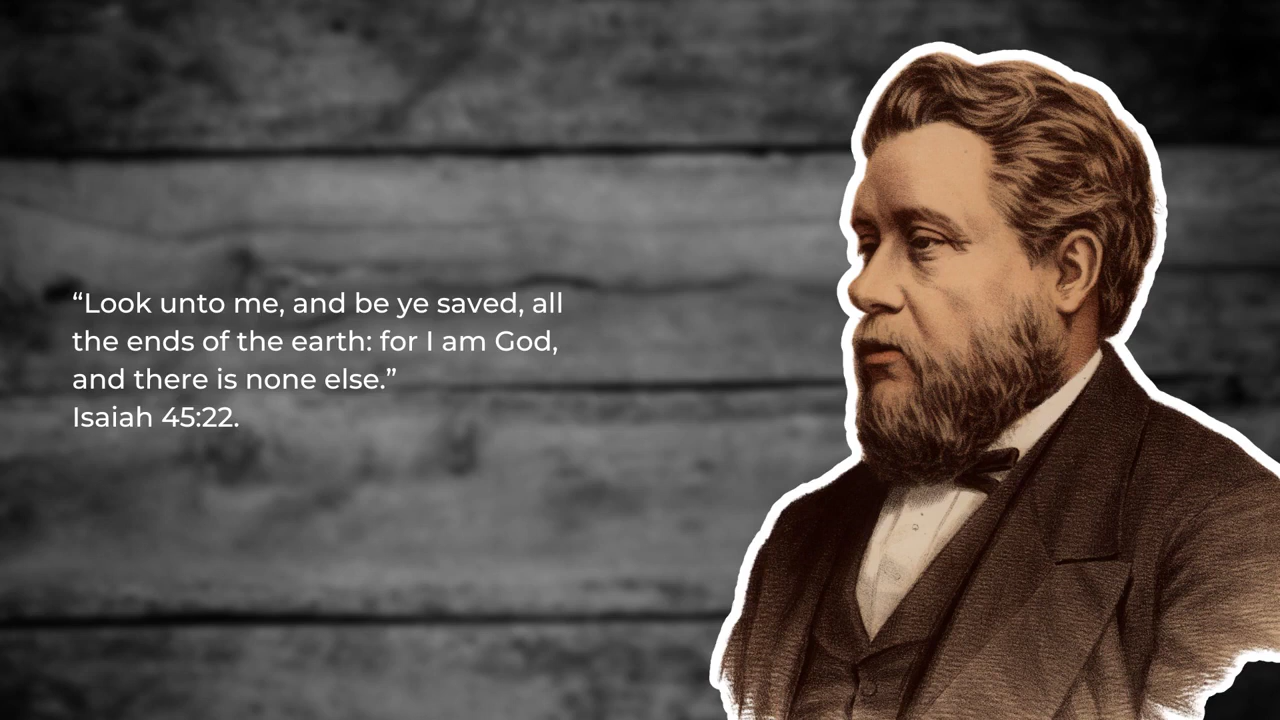 “Look unto me, and be ye saved, all
the ends of the earth: for I am God,
and there is none else.”
Isaiah 45:22.